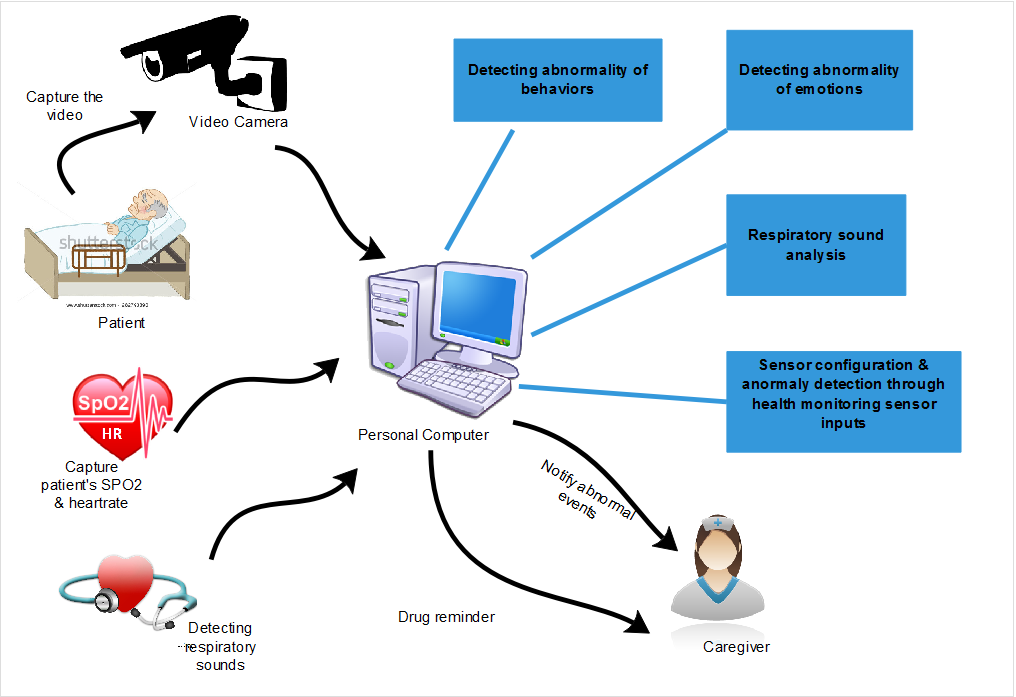 Capture the
video
Video Camera
Detecting abnormality of
behaviors
Detecting abnormality
of emotions
shutterstock
Patient
Respiratory sound
analysis
SpO2
HR
Capture
patient's SPO2
& heartrate
Personal Computer
Sensor configuration &
anormaly detection through
health monitoring sensor
inputs
Notify abnormal
events
Drug reminder
Detecting
respiratory
sounds
Caregiver